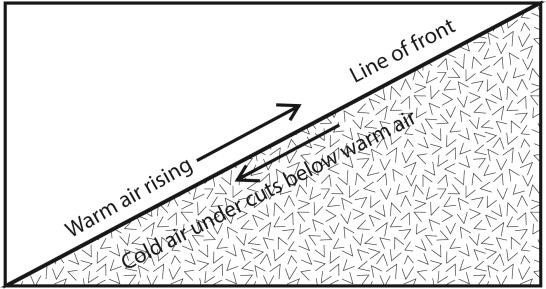 Line of front
Warm air rising
Cold air under cuts below warm air